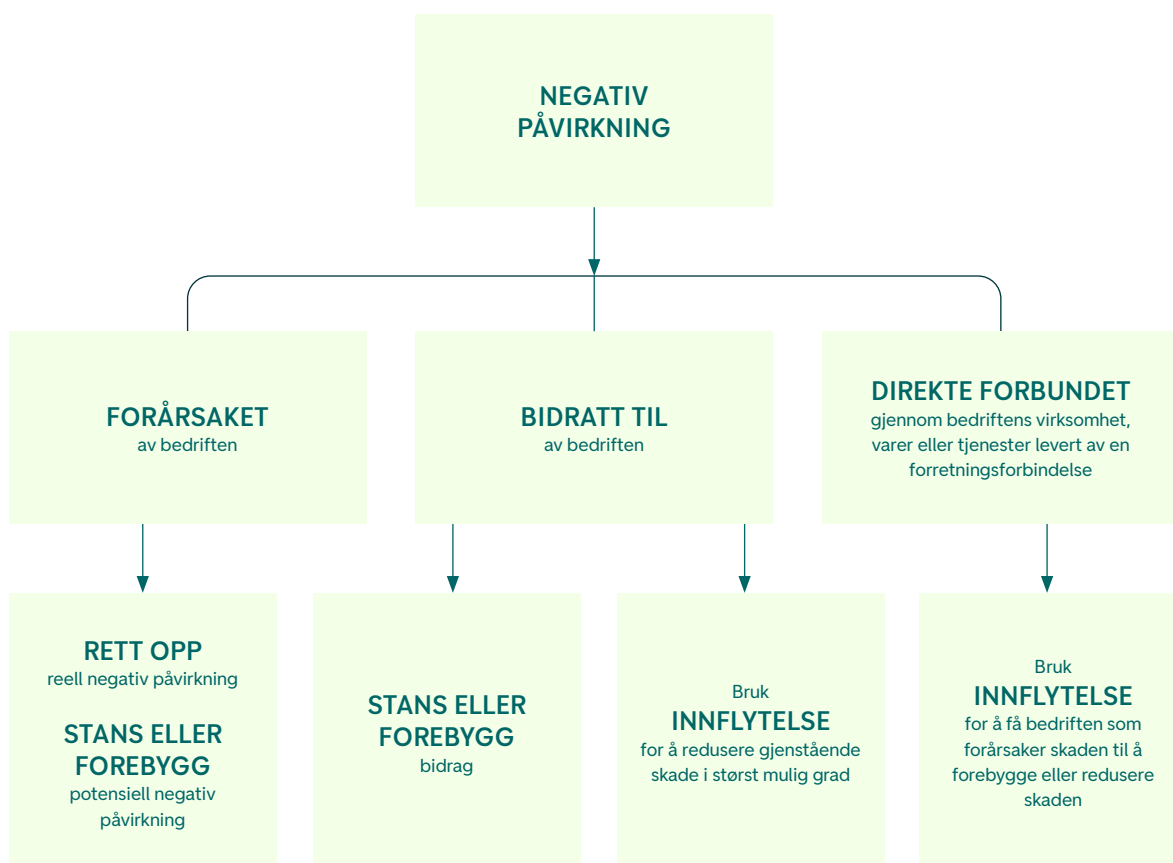 NEGATIV
PÅVIRKNING
FORÅRSAKET
av bedriften
BIDRATT TIL
av bedriften
DIREKTE FORBUNDET
gjennom bedriftens virksomhet,
varer eller tjenester levert av en
forretningsforbindelse
RETT OPP
reell negativ påvirkning
STANS ELLER
FOREBYGG
potensiell negativ
påvirkning
STANS ELLER
FOREBYGG
bidrag
Bruk
INNFLYTELSE
for å redusere gjenstående
skade i størst mulig grad
Bruk
INNFLYTELSE
for å få bedriften som
forårsaker skaden til å
forebygge eller redusere
skaden